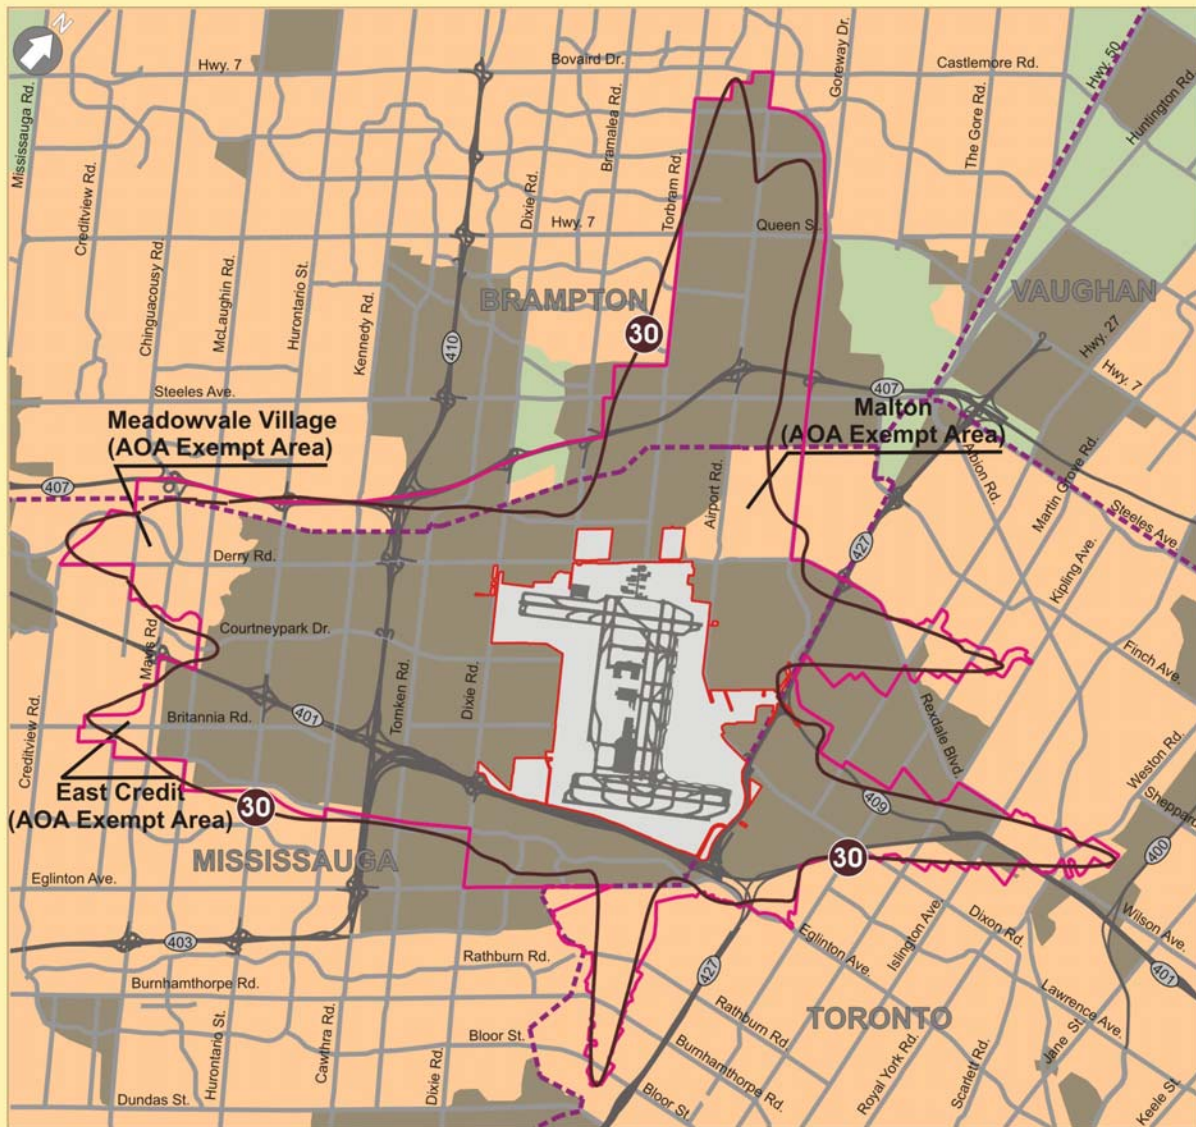 N
Hwy. 7
Bovaird Dr.
Goreway Dr.
Castlemore Rd.
Hwy. 50
Huntington Rd.
Mississauga Rd.
Creditview Rd.
Bramalea Rd.
The Gore Rd.
Dixie Rd.
Torbram Rd.
Hwy. 7
Queen S
Chinguacousy Rd.
McLaughin Rd.
Hurontario St.
Kennedy Rd.
BRAMPTON
VAUGHAN
30
410
Hwy. 27
Hwy. 7
Steeles Ave.
407
Meadowvale Village
(AOA Exempt Area)
Malton
(AOA Exempt Area)
407
Airport Rd.
Albion Rd.
Martin Grove Rd.
Steeles Ave
427
Derry Rd.
Kipling Ave.
Courtneypark Dr.
Mavis Rd.
Finch Ave.
Creditview Rd.
Britannia Rd.
401
Tomken Rd.
Dixie Rd.
Rexdale Blvd.
Weston Rd.
Sheppard
East Credit
(AOA Exempt Area)
30
409
400
30
MISSISSAUGA
Eglinton Ave.
403
Rathburn Rd.
Eglinton Ave.
Islington Ave.
Dixon Rd.
Wilson Ave.
401
Burnhamthorpe Rd.
427
Rathburn Rd.
TORONTO
Lawrence Ave.
Hurontario St.
Cawthra Rd.
Dixie Rd.
Bloor St.
Burnhamthorpe Rd.
Royal York Rd.
Scarlett Rd.
Jane St.
Keele St.
Dundas St.
Bloor St.